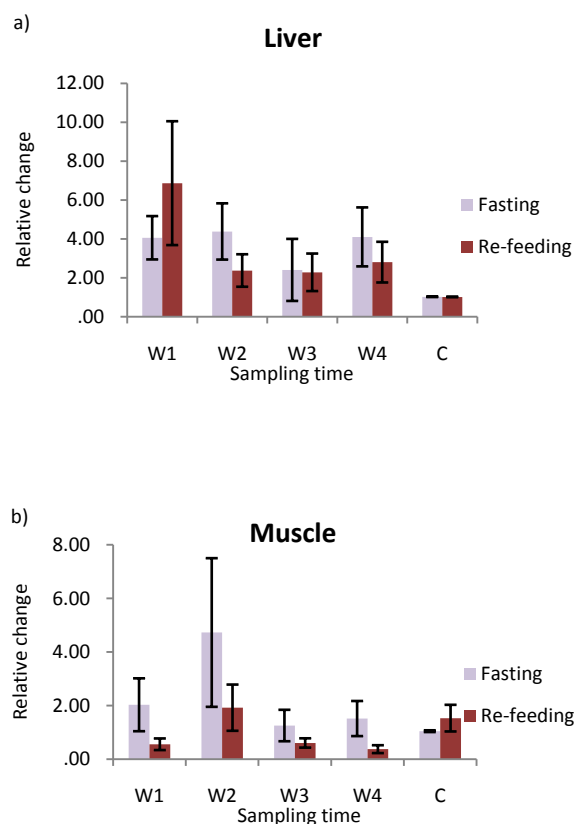 a)
Liver
12.00
10.00
8.00
6.00
4.00
2.00
.00
Relative change
Fasting
Re-feeding
W1 W2 W3 W4 C
Sampling time
b)
Muscle
8.00
6.00
4.00
2.00
.00
Relative change
Fasting
Re-feeding
W1 W2 W3 W4 C
Sampling time